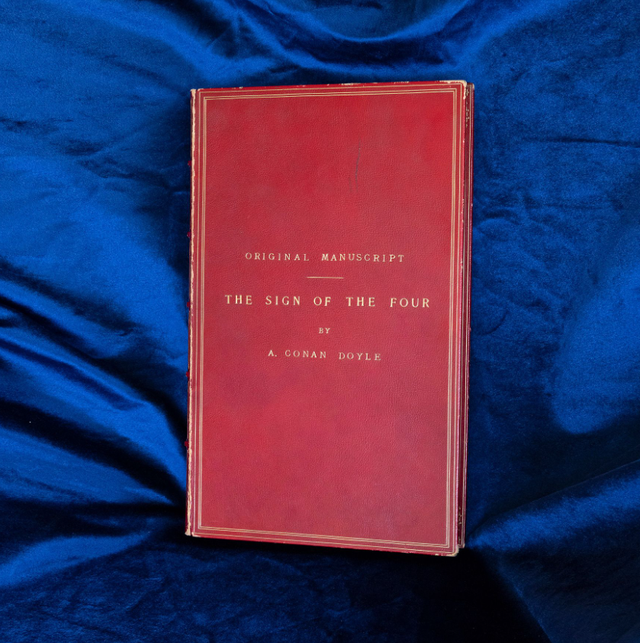 ORIGINAL MANUSCRIPT
THE SIGN OF THE FOUR
BY
A. CONAN DOYLE